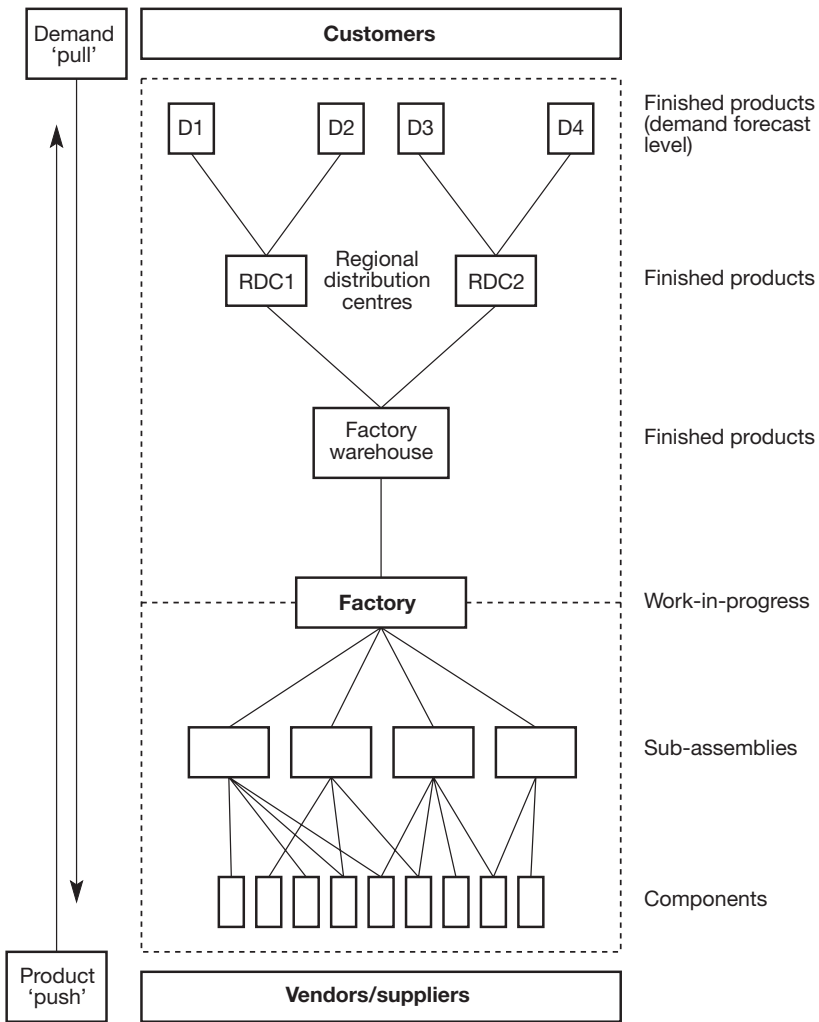 Demand
‘pull’
Customers
D1
D2
D3
D4
Finished products
(demand forecast
level)
RDC1
Regional
distribution
centres
RDC2
Finished products
Factory
warehouse
Finished products
Factory
Work-in-progress
Sub-assemblies
Components
Product
‘push’
Vendors/suppliers